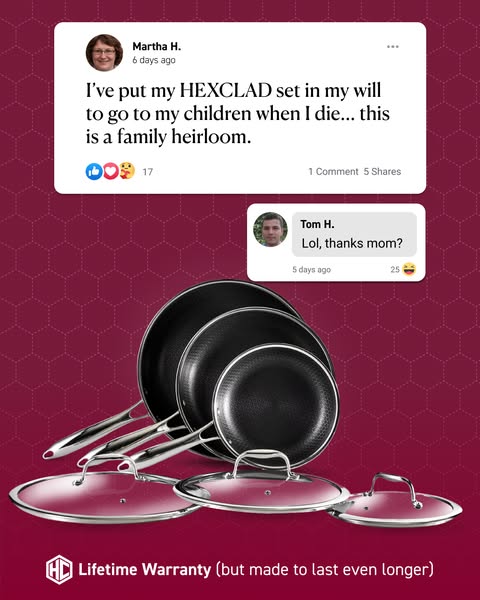 Martha H.
6 days ago
I've put my HEXCLAD set in my will
to go to my children when I die... this
is a family heirloom.
17
1 Comment 5 Shares
Tom H.
Lol, thanks mom?
5 days ago
25
HC Lifetime Warranty (but made to last even longer)